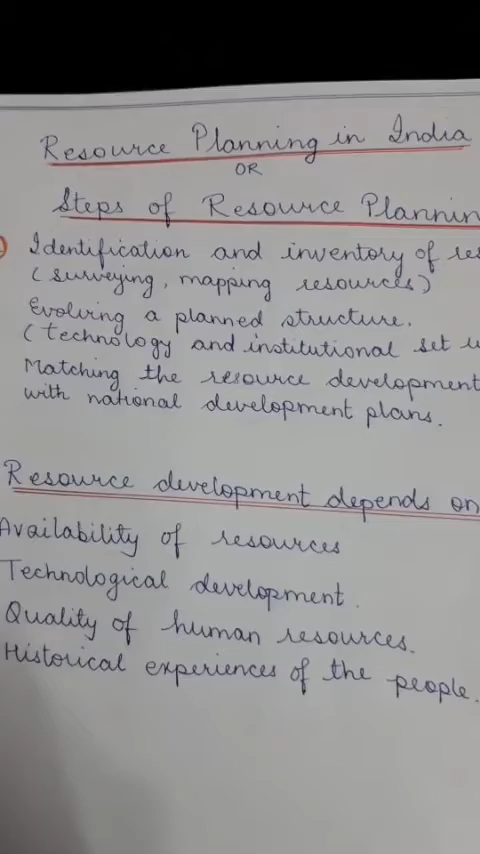 Resource Planning in India
OR
Steps of Resource Plannin
Identification and inventory of res
(surveying, mapping resources)
Evolving a planned structure.
(technology and institutional set u
Matching the resource development
with national development plans.
Resource development depends on
Availability of resources
Technological development.
Quality of human resources.
Historical experiences of the people.